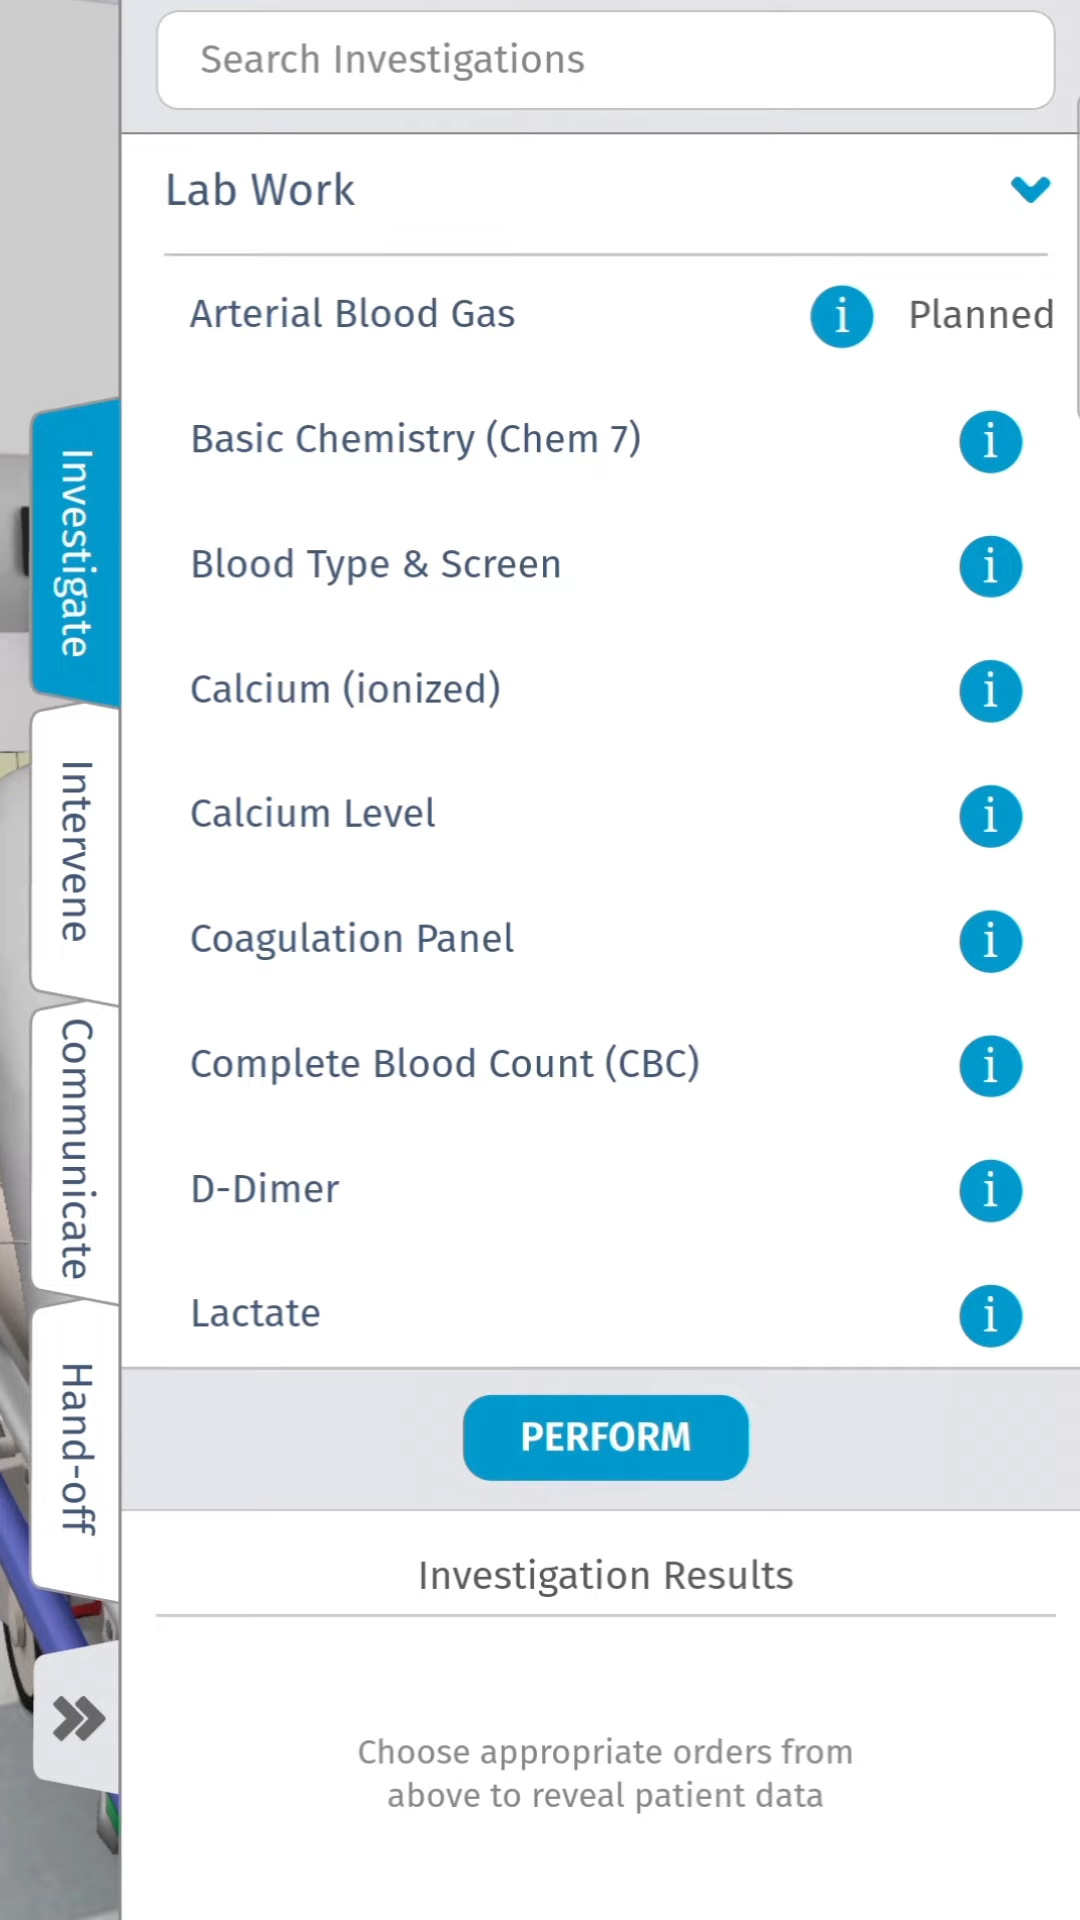 Search Investigations
Lab Work
Arterial Blood Gas i Planned
Basic Chemistry (Chem 7) i
Blood Type & Screen i
Calcium (ionized) i
Calcium Level i
Coagulation Panel i
Complete Blood Count (CBC) i
D-Dimer i
Lactate i
PERFORM
Investigation Results
Choose appropriate orders from
above to reveal patient data
Investigate
Intervene
Communicate
Hand-off